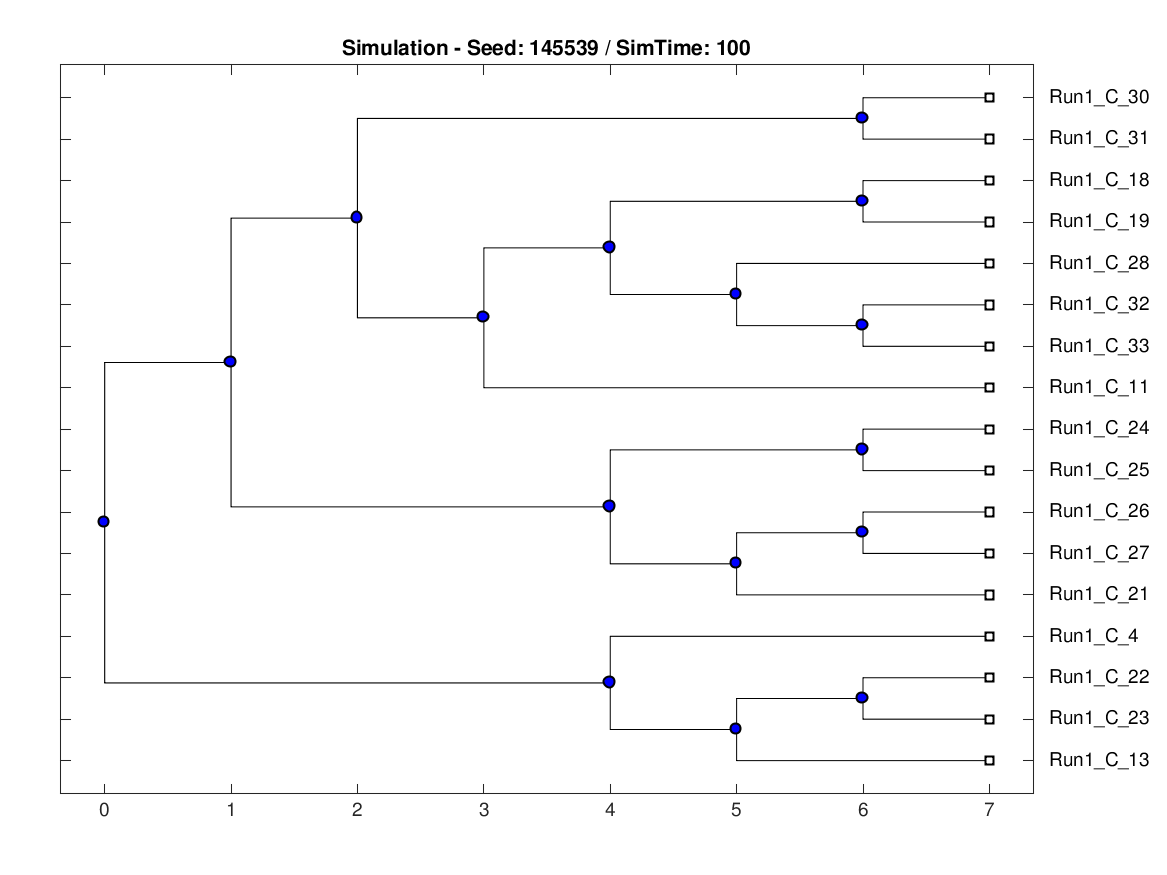 Simulation - Seed: 145539 / SimTime: 100
Run1_C_30
Run1_C_31
Run1_C_18
Run1_C_19
Run1_C_28
Run1_C_32
Run1_C_33
Run1_C_11
Run1_C_24
Run1_C_25
Run1_C_26
Run1_C_27
Run1_C_21
Run1_C_4
Run1_C_22
Run1_C_23
Run1_C_13
0 1 2 3 4 5 6 7